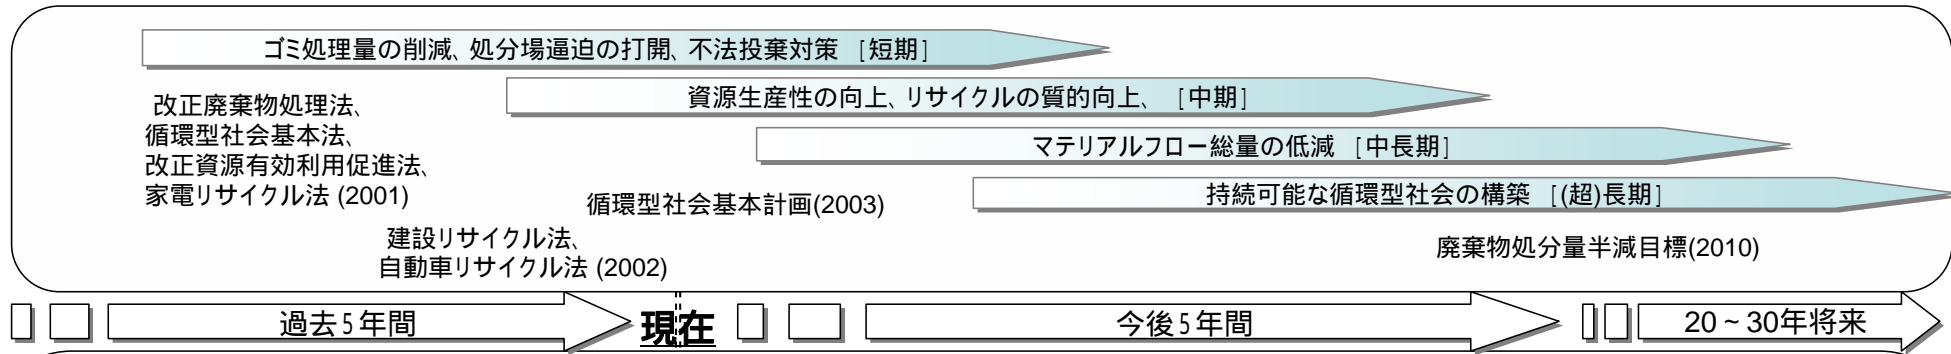 ゴミ処理量の削減、処分場逼迫の打開、不法投棄対策 [短期]
資源生産性の向上、リサイクルの質的向上、 [中期]
改正廃棄物処理法、
循環型社会基本法、
改正資源有効利用促進法、
家電リサイクル法 (2001)
マテリアルフロー総量の低減 [中長期]
循環型社会基本計画(2003)
持続可能な循環型社会の構築 [(超)長期]
建設リサイクル法、
自動車リサイクル法 (2002)
廃棄物処分量半減目標(2010)
過去5年間
現在
今後5年間
20~30年将来